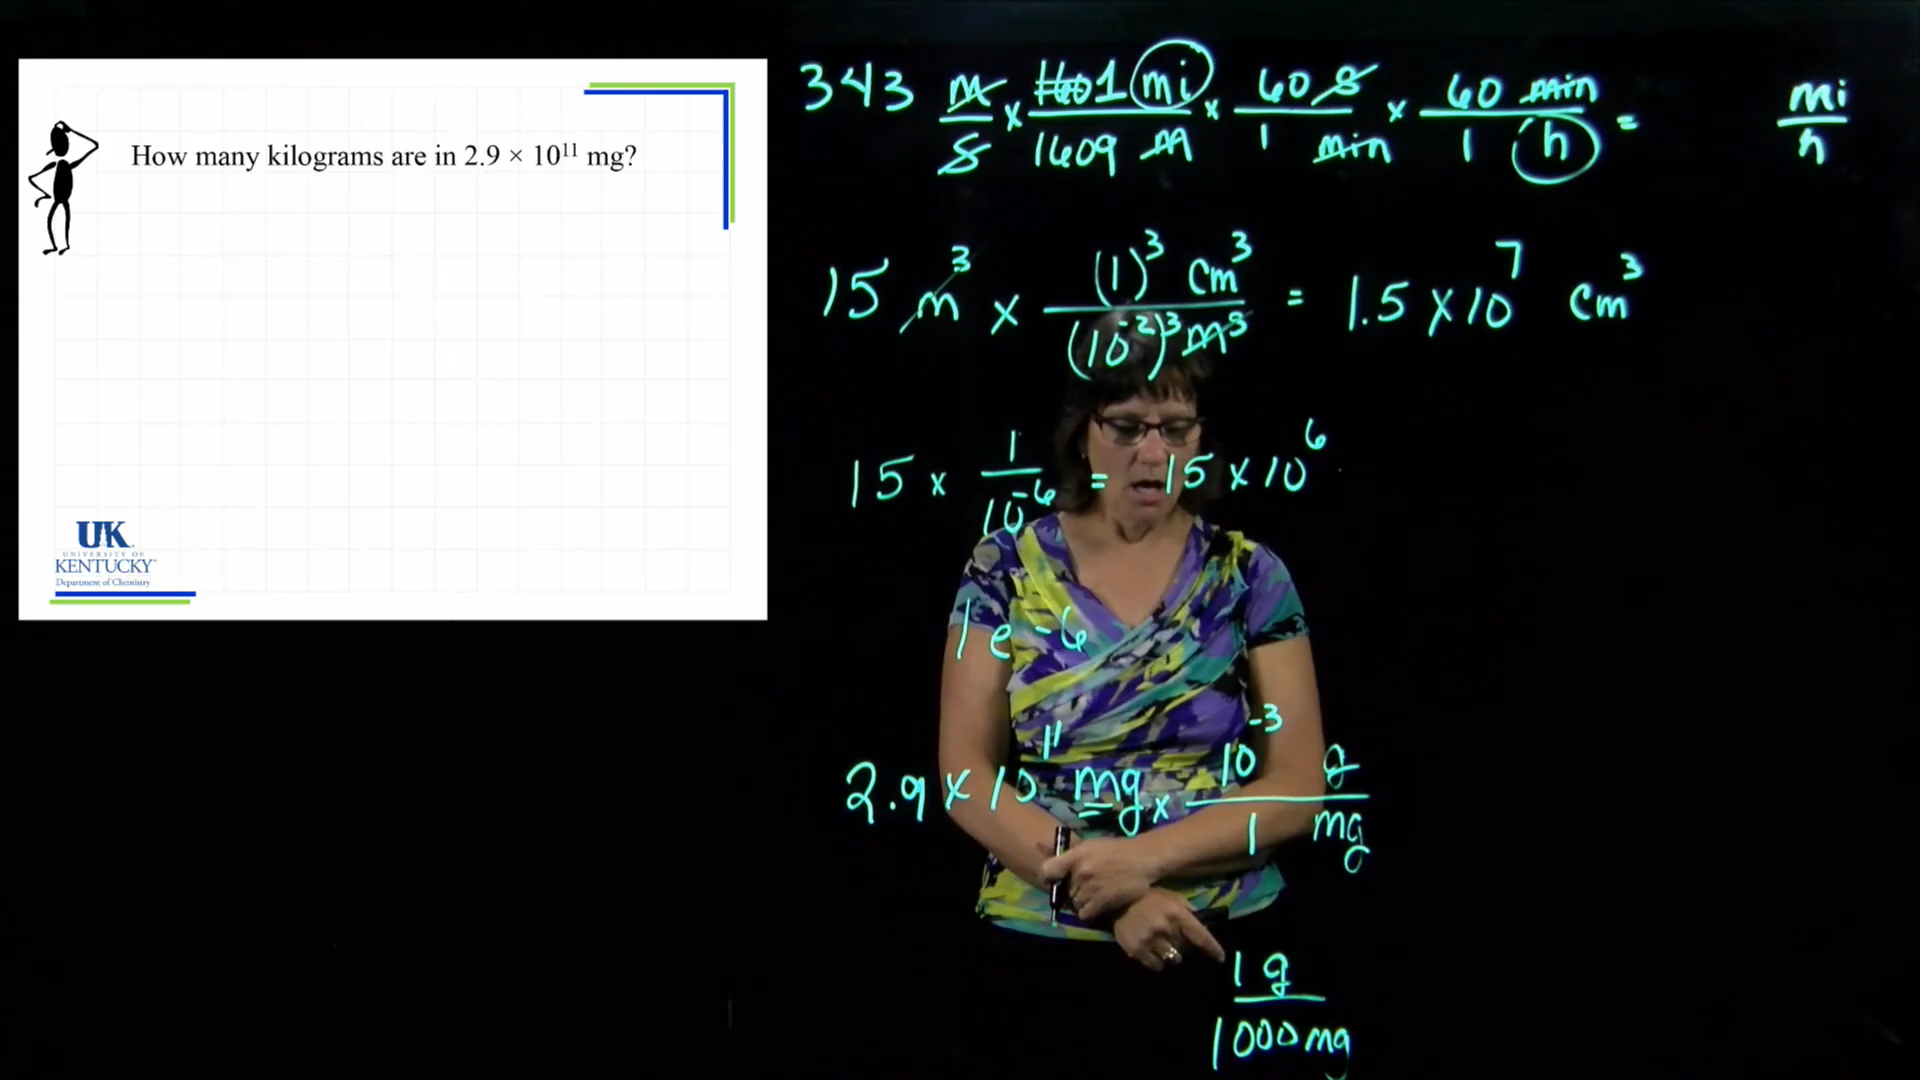 How many kilograms are in 2.9 × 10¹¹ mg?
UK
UNIVERSITY OF
KENTUCKY
Department of Chemistry
343 m/s × 1 mi/1609 m × 60 s/1 min × 60 min/1 h = mi/h
15 m³ × (1)³ cm³/(10⁻²)³ m³ = 1.5 × 10⁷ cm³
15 × 1/10⁻⁶ = 15 × 10⁶
1 e -6
2.9 × 10¹¹ mg × 10⁻³ g/1 mg
1 g/1000 mg